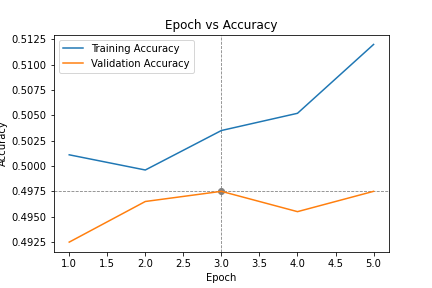 Epoch vs Accuracy
Training Accuracy
Validation Accuracy
0.5125
0.5100
0.5075
0.5050
0.5025
0.5000
0.4975
0.4950
0.4925
Accuracy
1.0 1.5 2.0 2.5 3.0 3.5 4.0 4.5 5.0
Epoch